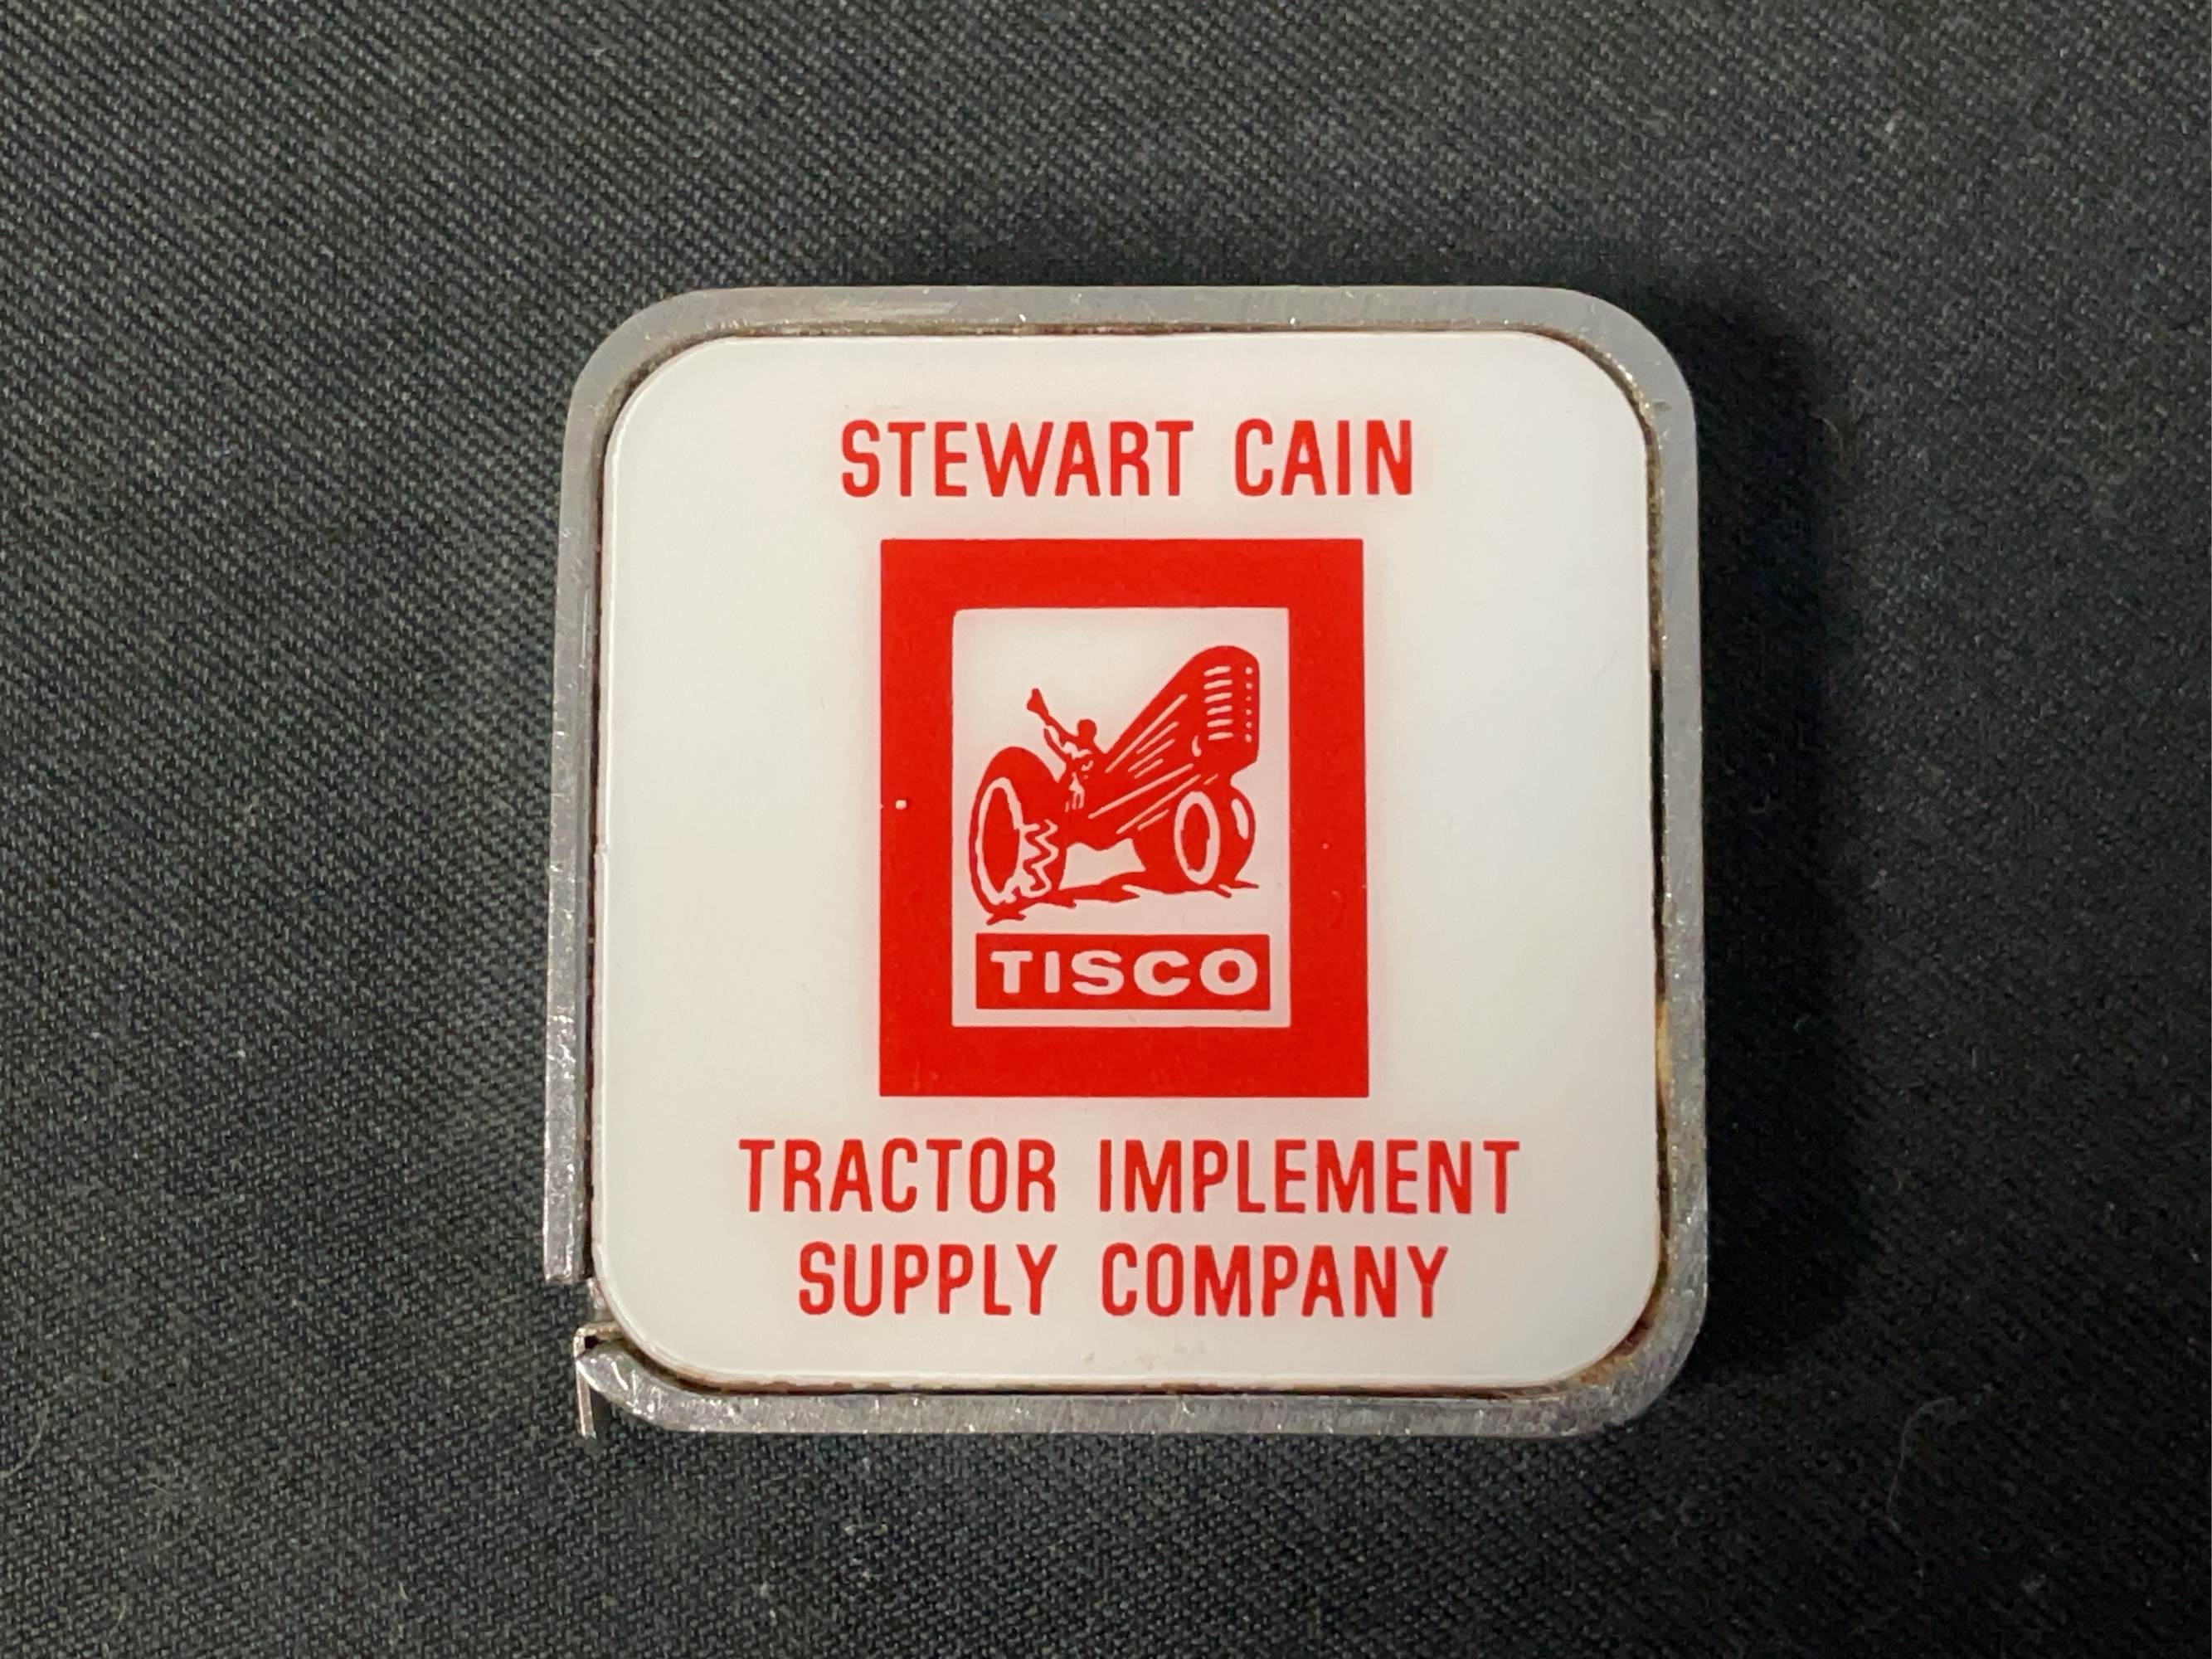 STEWART CAIN
TISCO
TRACTOR IMPLEMENT
SUPPLY COMPANY